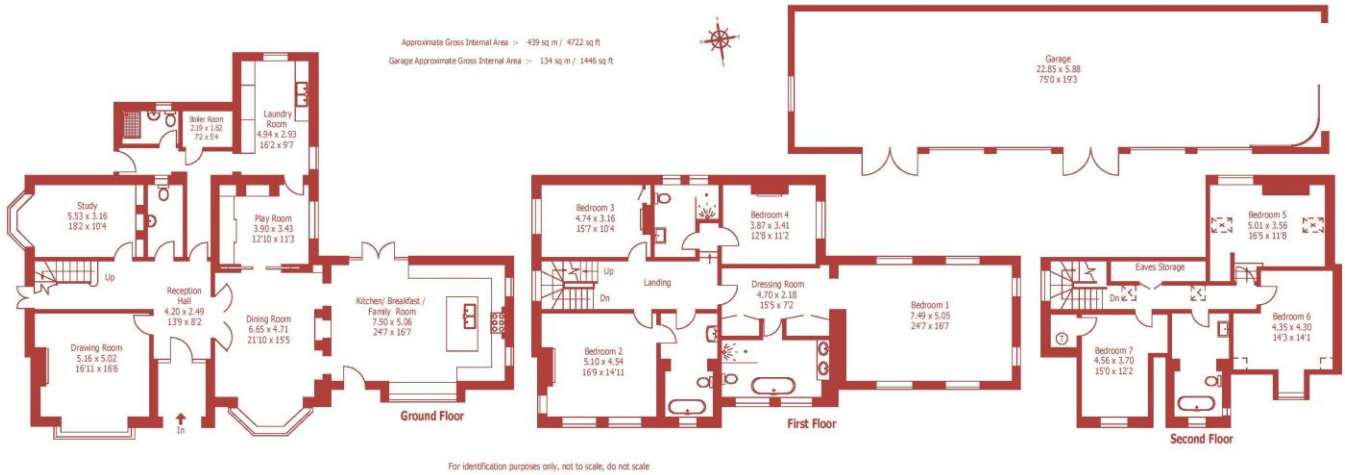 Approximate Gross Internal Area :- 439 sq m / 4722 sq ft
Garage Approximate Gross Internal Area :- 134 sq m / 1446 sq ft
Garage
22.85 x 5.88
75'0 x 19'3
Boiler Room
2.19 x 1.62
7'2 x 5'4
Laundry
Room
4.94 x 2.93
16'2 x 9'7
Study
5.53 x 3.16
18'2 x 10'4
Play Room
3.90 x 3.43
12'10 x 11'3
Up
Reception
Hall
4.20 x 2.49
13'9 x 8'2
Dining Room
6.65 x 4.71
21'10 x 15'5
Kitchen/ Breakfast /
Family Room
7.50 x 5.06
24'7 x 16'7
Drawing Room
5.16 x 5.02
16'11 x 16'6
In
Ground Floor
Bedroom 3
4.74 x 3.16
15'7 x 10'4
Bedroom 4
3.87 x 3.41
12'8 x 11'2
Up
Dn
Landing
Dressing Room
4.70 x 2.18
15'5 x 7'2
Bedroom 1
7.49 x 5.05
24'7 x 16'7
Bedroom 2
5.10 x 4.54
16'9 x 14'11
First Floor
Bedroom 5
5.01 x 3.56
16'5 x 11'8
Eaves Storage
Dn
Bedroom 6
4.35 x 4.30
14'3 x 14'1
T
Bedroom 7
4.56 x 3.70
15'0 x 12'2
Second Floor
For identification purposes only, not to scale, do not scale